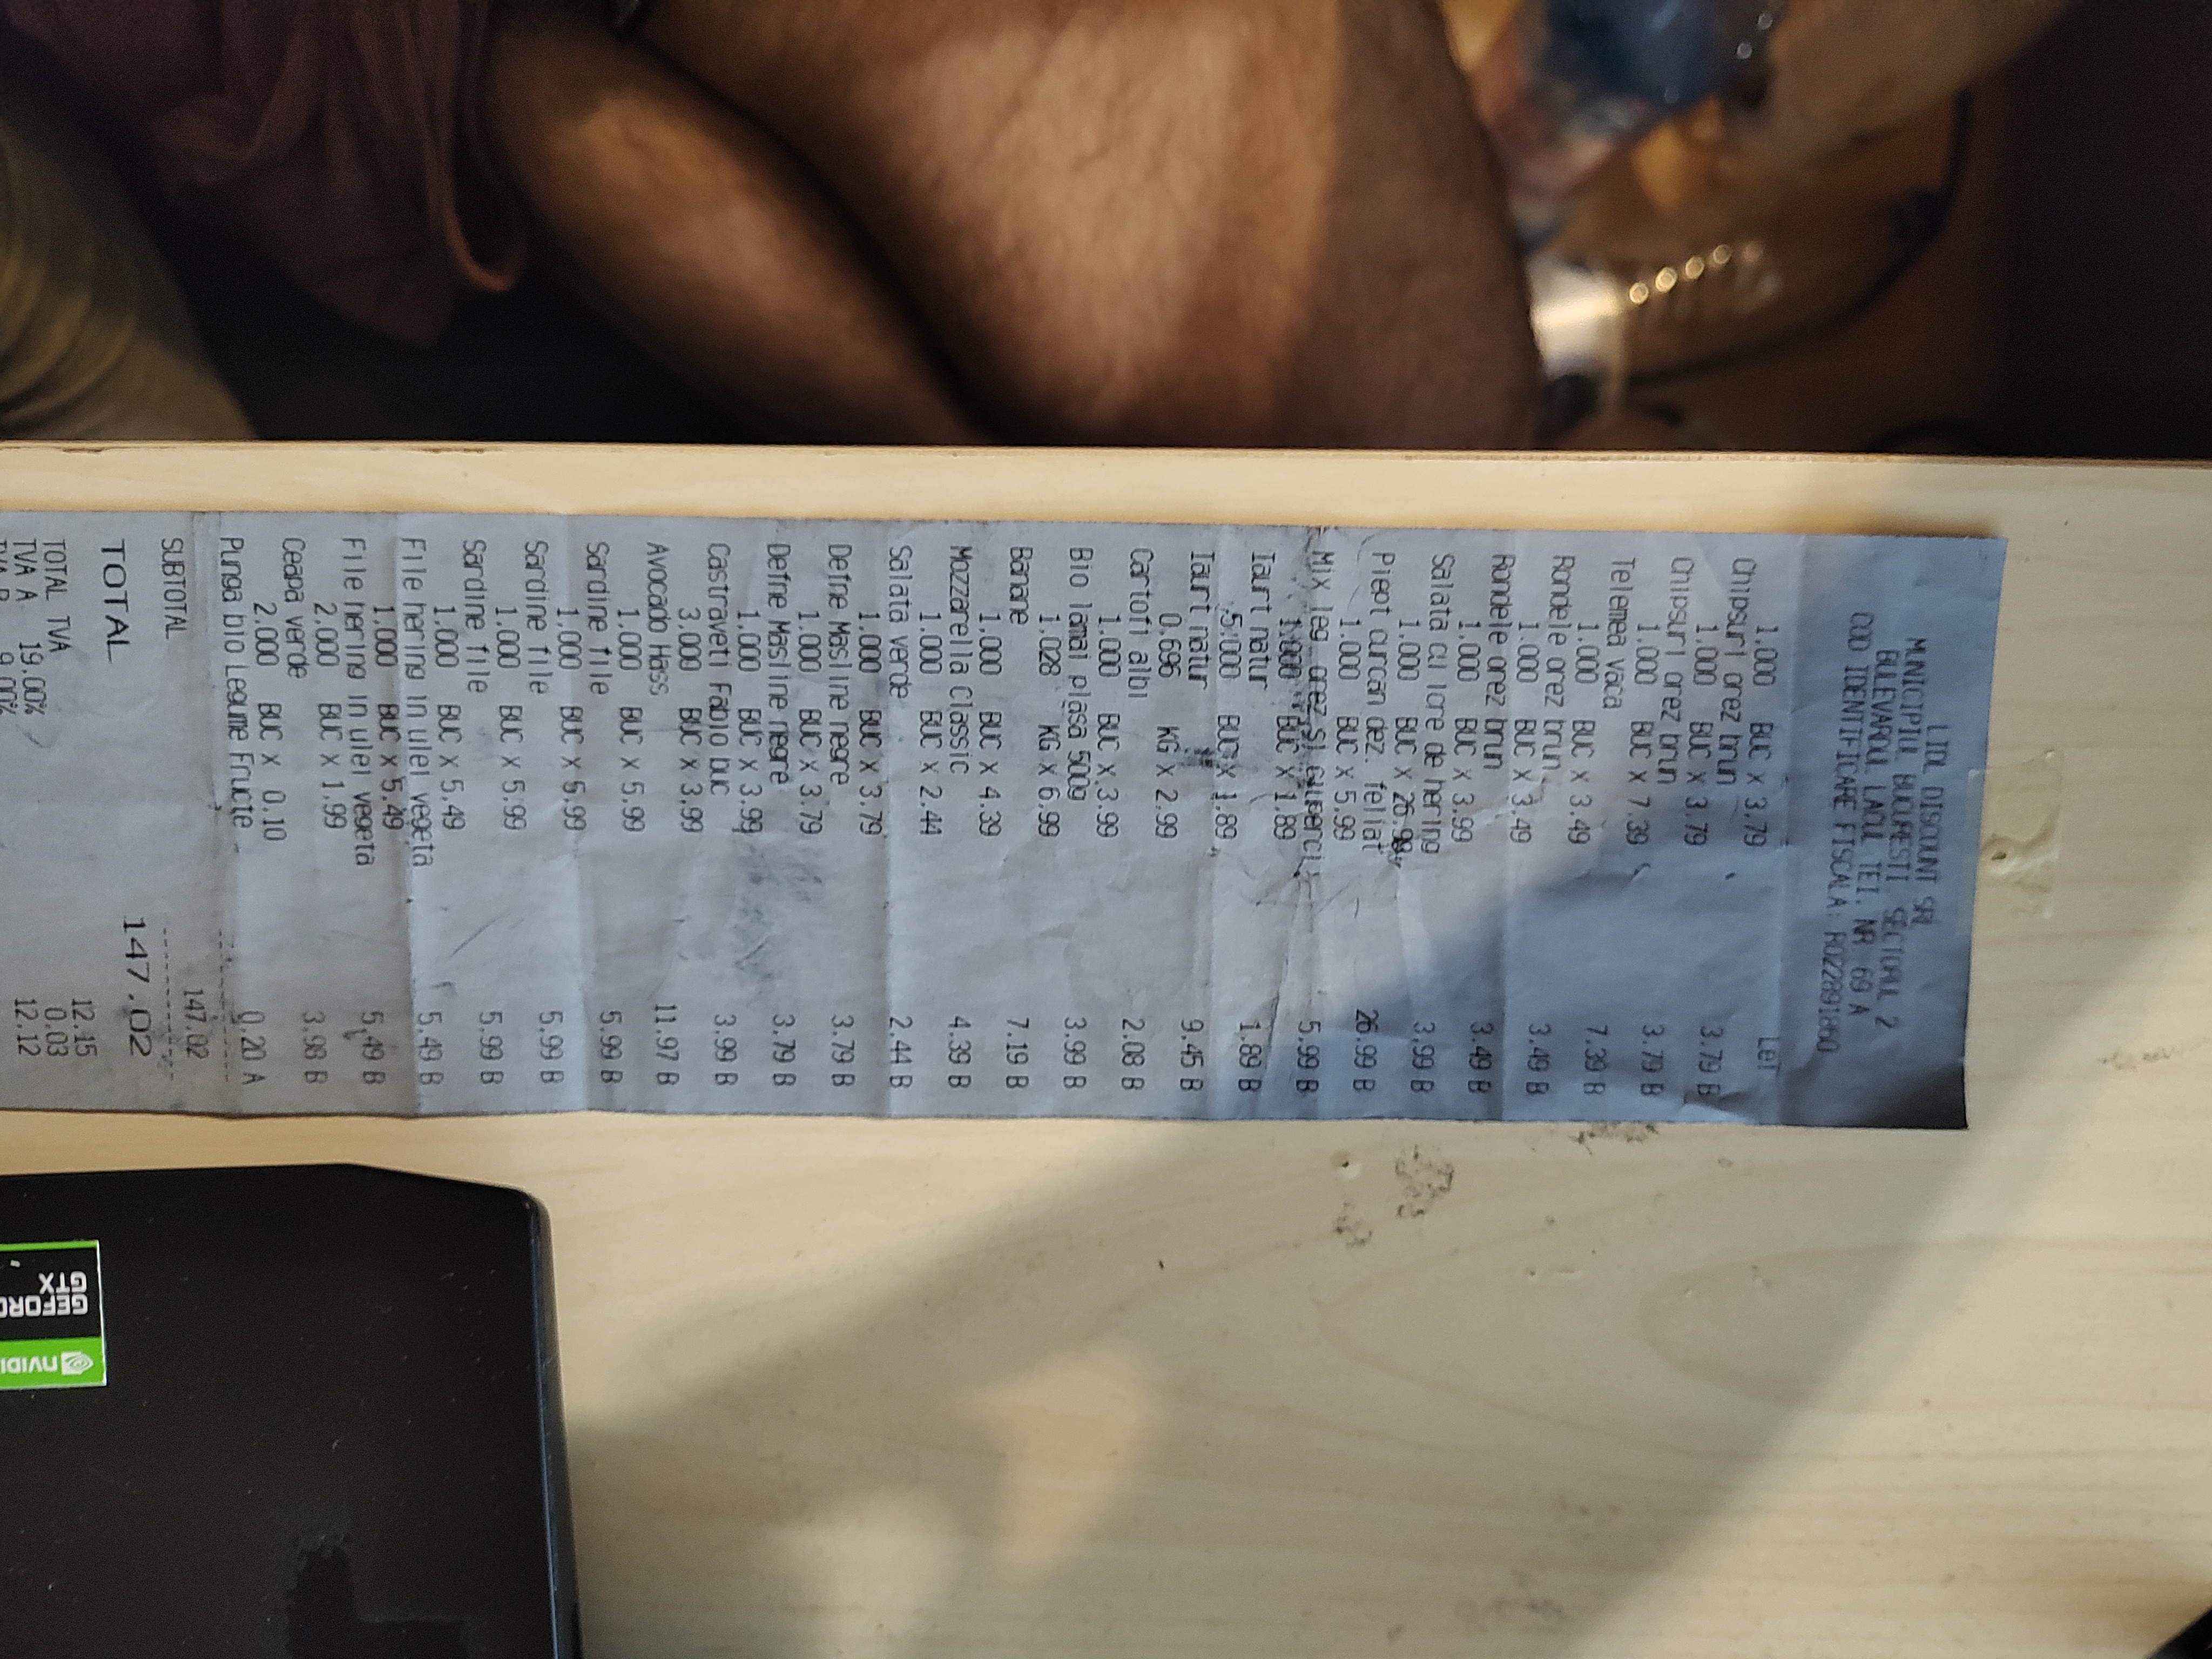 LIDL DISCOUNT SRL
MUNICIPIUL BUCURESTI, SECTORUL 2
BULEVARDUL LACUL TEI, NR. 69 A
COD IDENTIFICARE FISCALA: RO22891860
LEI
1.000 BUC X 3.79
Chipsuri orez brun 3.79 B
1.000 BUC X 3.79
Chipsuri orez brun 3.79 B
1.000 BUC X 7.39
Telemea vaca 7.39 B
1.000 BUC X 3.49
Rondele orez brun 3.49 B
1.000 BUC X 3.49
Rondele orez brun 3.49 B
1.000 BUC X 3.99
Salata cu icre de hering 3.99 B
1.000 BUC X 26.99
Piept curcan dez. feliat 26.99 B
1.000 BUC X 5.99
Mix leg. orez si ciuperci 5.99 B
1.000 BUC X 1.89
Iaurt natur 1.89 B
5.000 BUC X 1.89
Iaurt natur 9.45 B
0.696 KG X 2.99
Cartofi albi 2.08 B
1.000 BUC X 3.99
Bio lamai plasa 500g 3.99 B
1.028 KG X 6.99
Banane 7.19 B
1.000 BUC X 4.39
Mozzarella Classic 4.39 B
1.000 BUC X 2.44
Salata verde 2.44 B
1.000 BUC X 3.79
Defne Masline negre 3.79 B
1.000 BUC X 3.79
Defne Masline negre 3.79 B
1.000 BUC X 3.99
Castraveti Fabio buc 3.99 B
3.000 BUC X 3.99
Avocado Hass 11.97 B
1.000 BUC X 5.99
Sardine file 5.99 B
1.000 BUC X 5.99
Sardine file 5.99 B
1.000 BUC X 5.99
Sardine file 5.99 B
1.000 BUC X 5.49
File hering in ulei vegeta 5.49 B
1.000 BUC X 5.49
File hering in ulei vegeta 5.49 B
2.000 BUC X 1.99
Ceapa verde 3.98 B
2.000 BUC X 0.10
Punga bio Legume Fructe 0.20 A
SUBTOTAL 147.02
TOTAL 147.02
TOTAL TVA 12.15
TVA A 19.00% 0.03
12.12
GEFORC
GTX